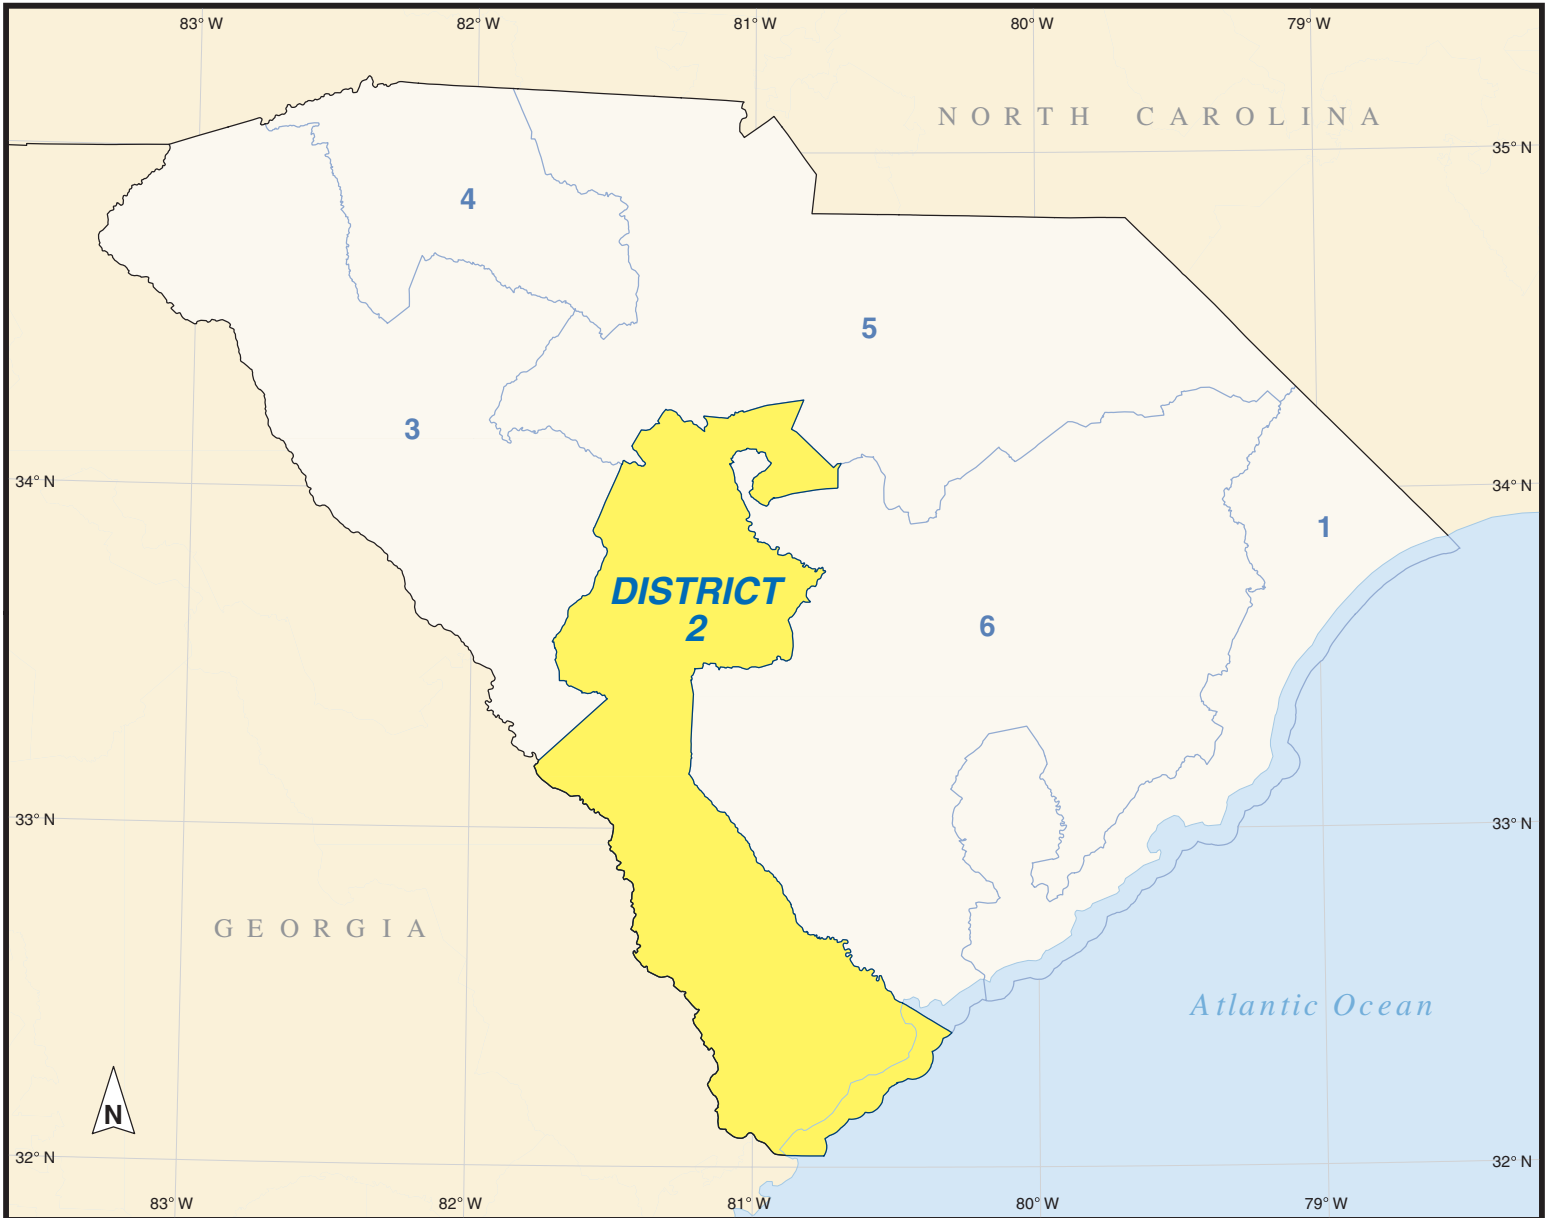 83° W 82° W 81° W 80° W 79° W
NORTH CAROLINA
35° N
4
5
3
34° N 34° N
1
DISTRICT
2
6
33° N 33° N
GEORGIA
Atlantic Ocean
N
32° N 32° N
83° W 82° W 81° W 80° W 79° W